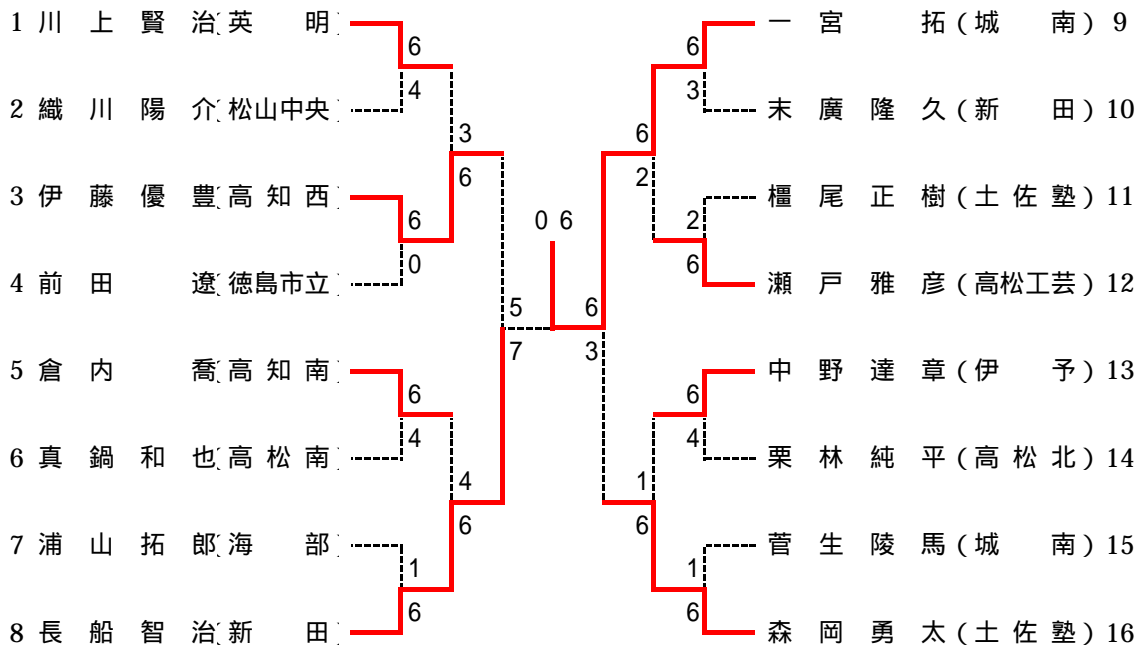 1 川上賢治(英明)
6
4
2 織川陽介(松山中央)
3
6
3 伊藤優豊(高知西)
6
0
4 前田遼(徳島市立)
5
7
5 倉内喬(高知南)
6
4
6 真鍋和也(高松南)
4
6
7 浦山拓郎(海部)
1
6
8 長船智治(新田)
0 6
一宮拓(城南) 9
6
3
末廣隆久(新田) 10
6
2
橿尾正樹(土佐塾) 11
2
6
瀬戸雅彦(高松工芸) 12
6
3
中野達章(伊予) 13
6
4
栗林純平(高松北) 14
1
6
菅生陵馬(城南) 15
1
6
森岡勇太(土佐塾) 16